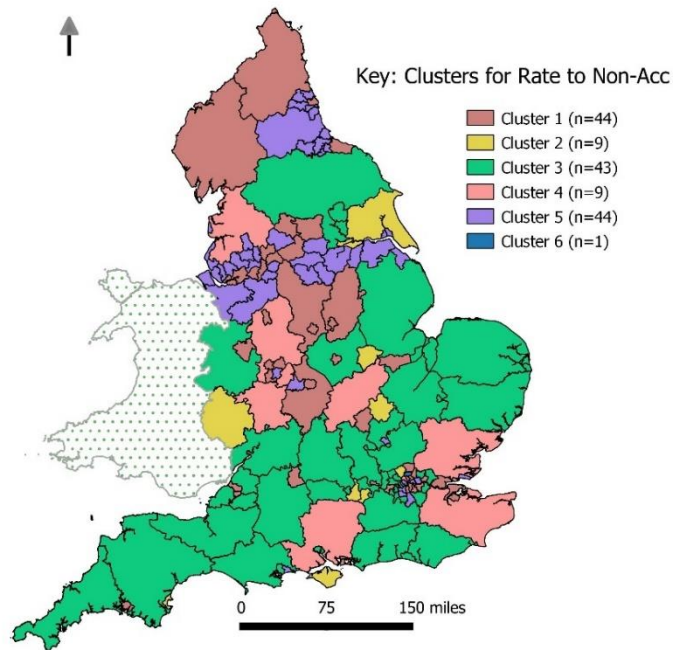 Key: Clusters for Rate to Non-Acc
Cluster 1 (n=44)
Cluster 2 (n=9)
Cluster 3 (n=43)
Cluster 4 (n=9)
Cluster 5 (n=44)
Cluster 6 (n=1)
0 75 150 miles